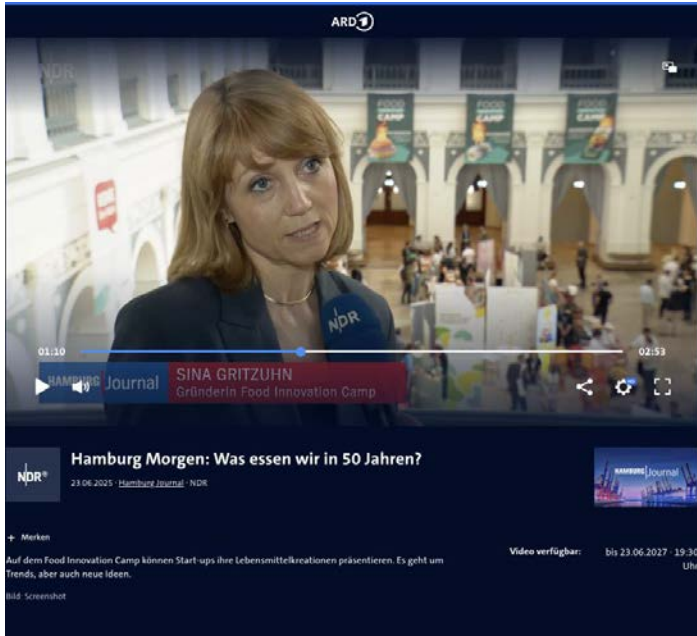 ARD 1
NDR
FOOD
CAMP
FOOD
CAMP
FOOD
CAMP
NDR
01:10
02:53
HAMBURG Journal
SINA GRITZUHN
Gründerin Food Innovation Camp
NDR®
Hamburg Morgen: Was essen wir in 50 Jahren?
23.06.2025 · Hamburg Journal · NDR
HAMBURG Journal
+ Merken
Auf dem Food Innovation Camp können Start-ups ihre Lebensmittelkreationen präsentieren. Es geht um
Trends, aber auch neue Ideen.
Video verfügbar:
bis 23.06.2027 · 19:30
Uhr
Bild: Screenshot